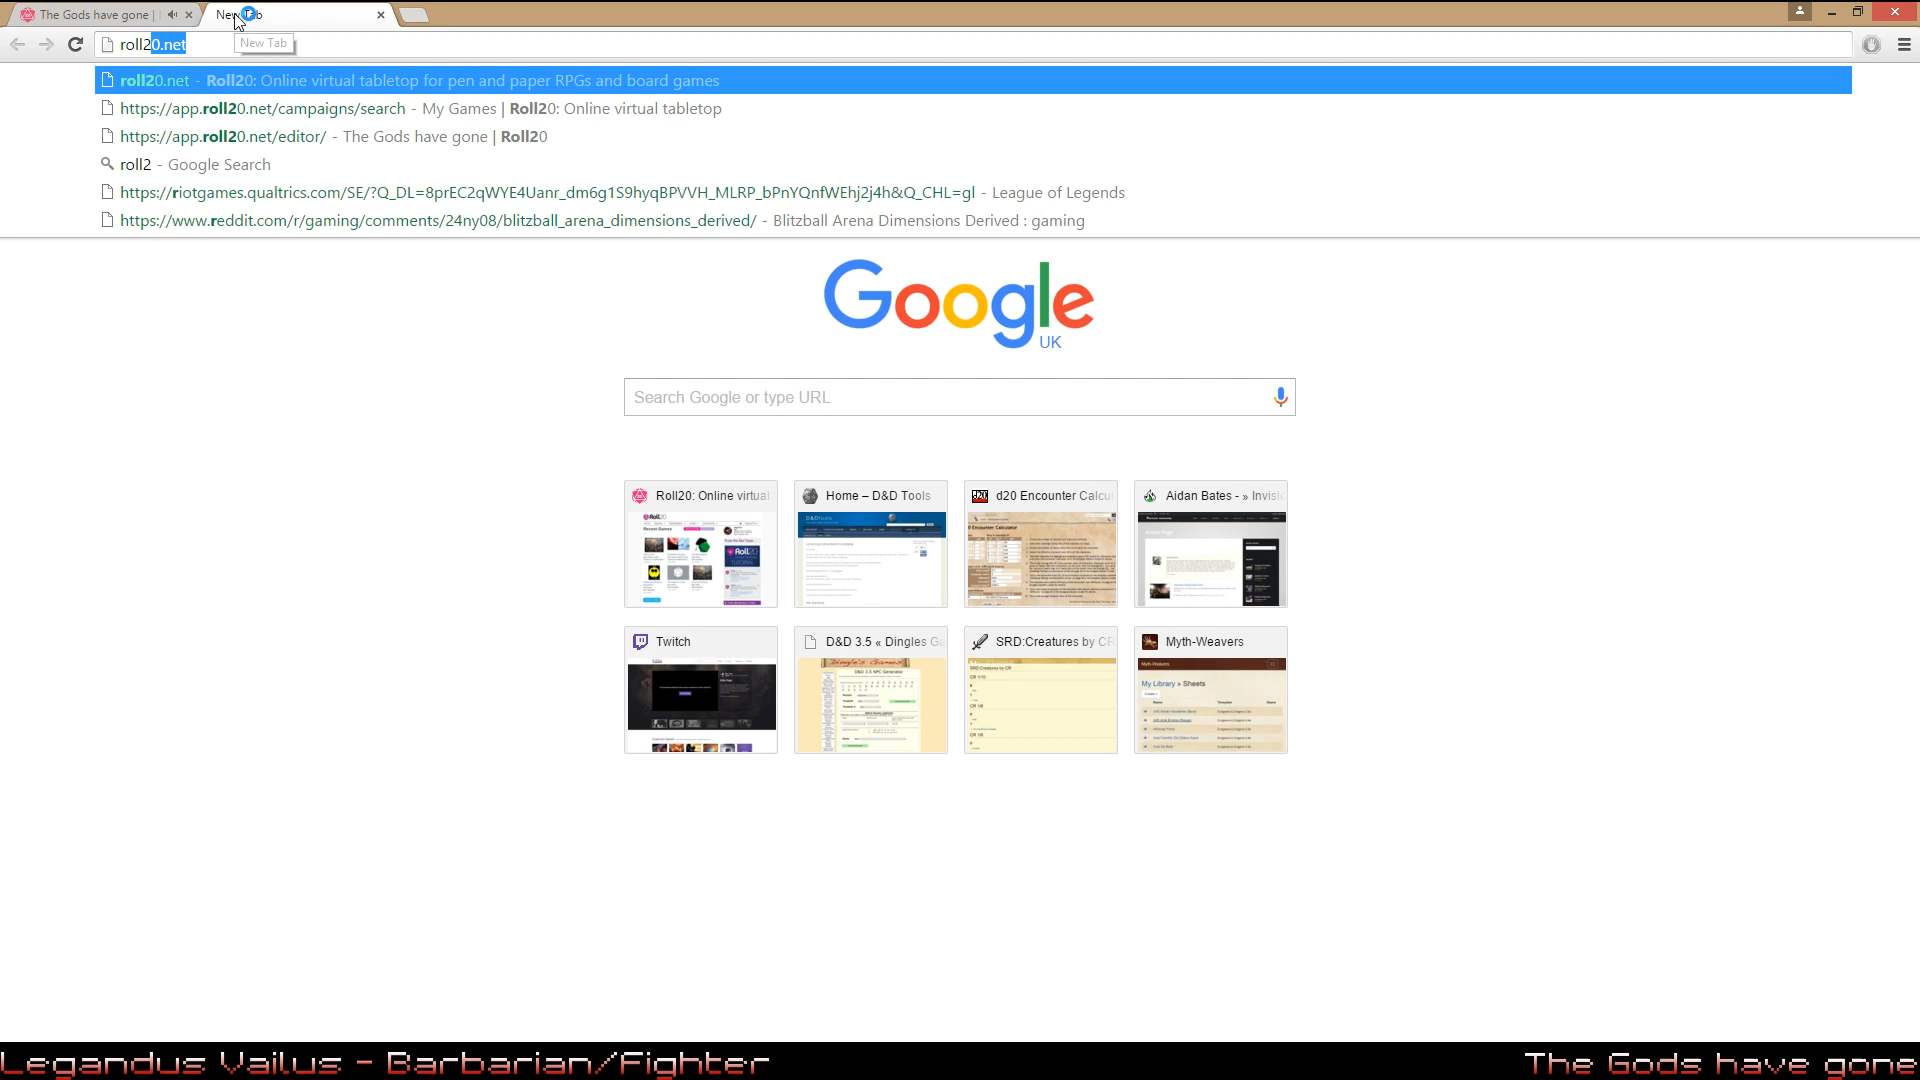 The Gods have gone |
New Tab
roll20.net
New Tab
roll20.net - Roll20: Online virtual tabletop for pen and paper RPGs and board games
https://app.roll20.net/campaigns/search - My Games | Roll20: Online virtual tabletop
https://app.roll20.net/editor/ - The Gods have gone | Roll20
roll2 - Google Search
https://riotgames.qualtrics.com/SE/?Q_DL=8prEC2qWYE4Uanr_dm6g1S9hyqBPVVH_MLRP_bPnYQnfWEhj2j4h&Q_CHL=gl - League of Legends
https://www.reddit.com/r/gaming/comments/24ny08/blitzball_arena_dimensions_derived/ - Blitzball Arena Dimensions Derived : gaming
Google
UK
Search Google or type URL
Roll20: Online virtual
Home – D&D Tools
d20 Encounter Calcu
Aidan Bates - » Invisi
Twitch
D&D 3.5 « Dingles Ga
SRD:Creatures by CR
Myth-Weavers
My Library » Sheets
Legandus Vailus - Barbarian/Fighter
The Gods have gone